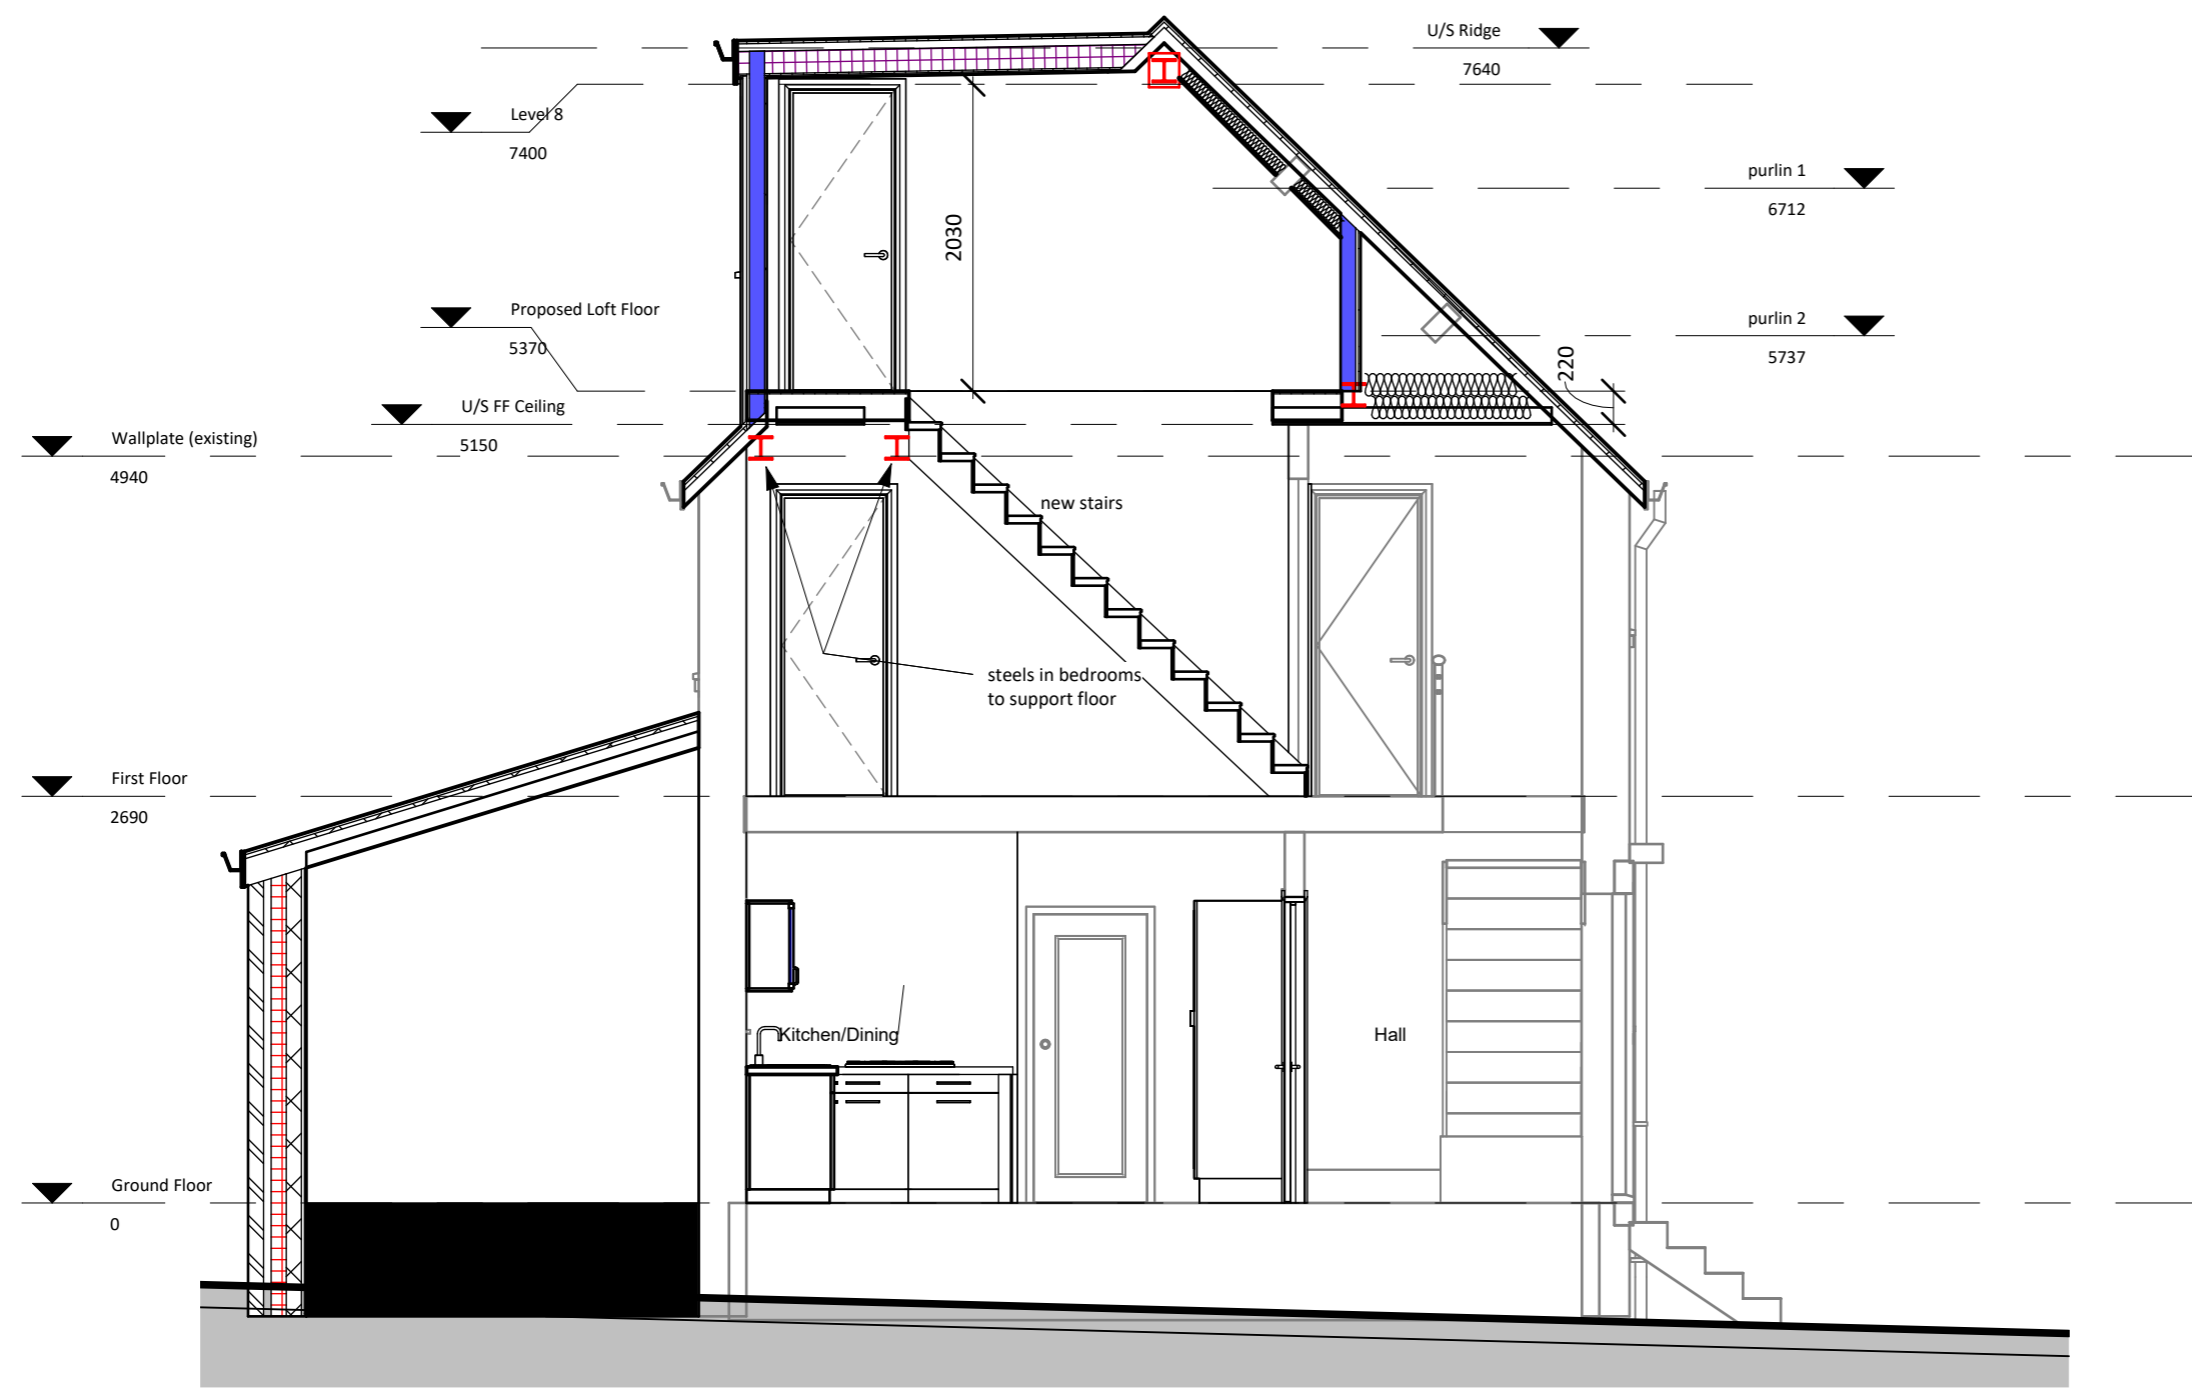 U/S Ridge
7640
Level 8
7400
purlin 1
6712
2030
Proposed Loft Floor
5370
purlin 2
5737
220
U/S FF Ceiling
5150
Wallplate (existing)
4940
new stairs
steels in bedrooms
to support floor
First Floor
2690
Kitchen/Dining
Hall
Ground Floor
0